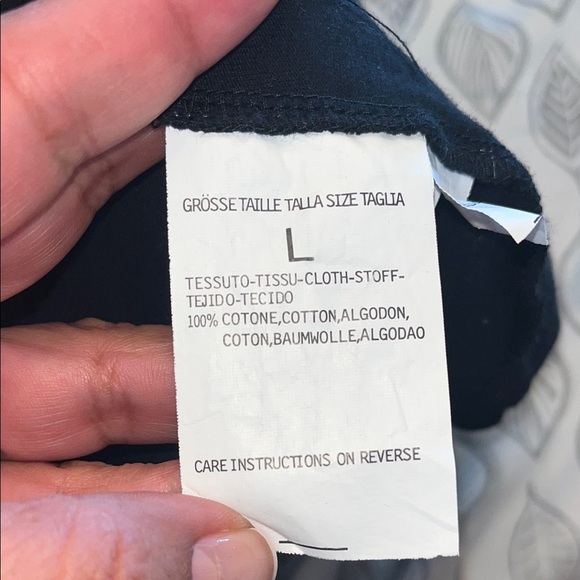 GRÖSSE TAILLE TALLA SIZE TAGLIA
L
TESSUTO-TISSU-CLOTH-STOFF-
TEJIDO-TECIDO
100% COTONE,COTTON,ALGODON,
COTON,BAUMWOLLE,ALGODAO
CARE INSTRUCTIONS ON REVERSE